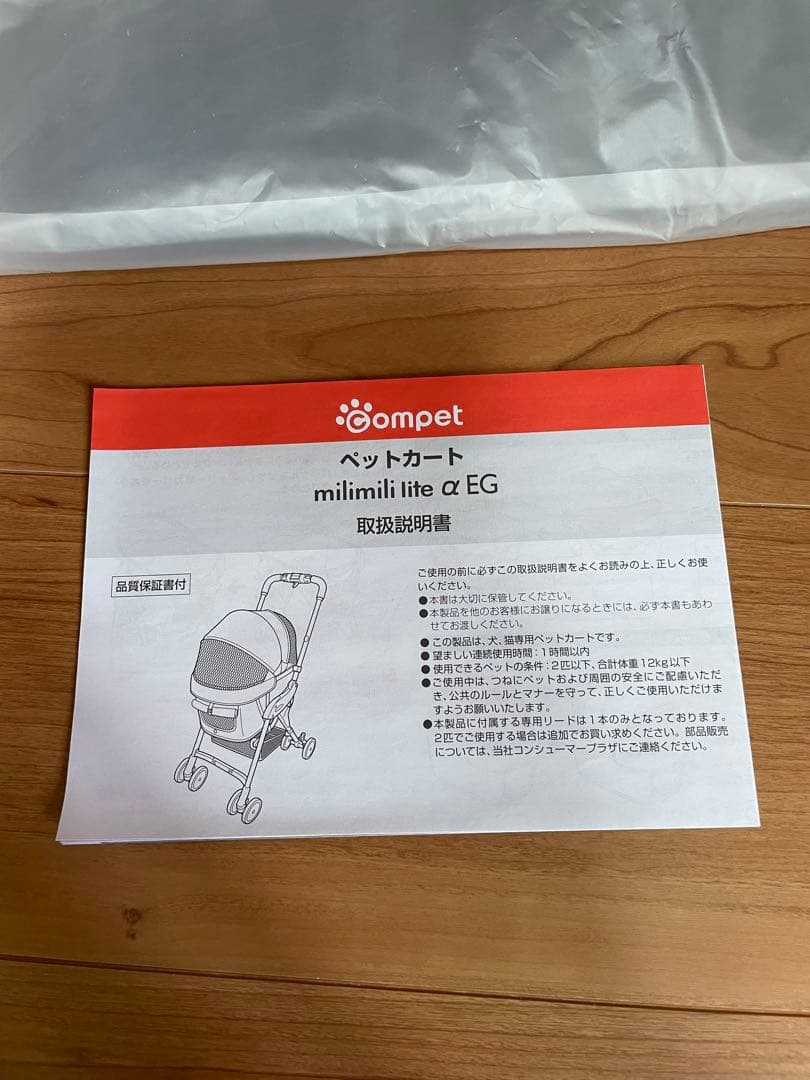 Compet
ペットカート
milimili lite α EG
取扱説明書
品質保証書付
ご使用の前に必ずこの取扱説明書をよくお読みの上、正しくお使
いください。
●本書は大切に保管してください。
●本製品を他のお客様にお譲りになるときには、必ず本書もあわ
せてお渡しください。
● この製品は、犬、猫専用ペットカートです。
● 望ましい連続使用時間：1時間以内
● 使用できるペットの条件：2匹以下、合計体重12kg以下
●ご使用中は、つねにペットおよび周囲の安全にご配慮いただ
き、公共のルールとマナーを守って、正しくご使用いただけま
すようお願いいたします。
●本製品に付属する専用リードは1本のみとなっております。
2匹でご使用する場合は追加でお買い求めください。部品販売
については、当社コンシューマープラザにご連絡ください。